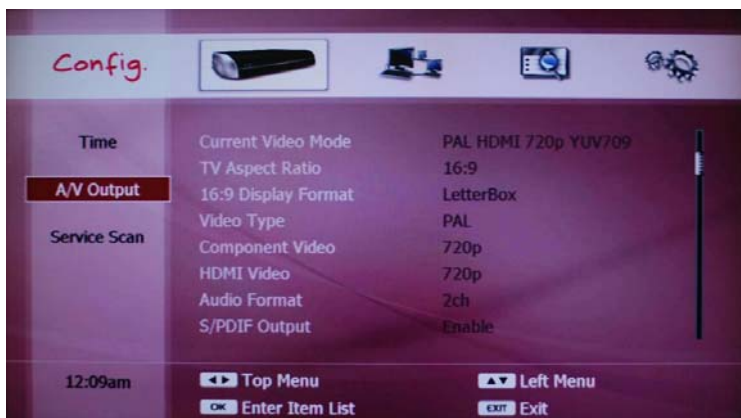 Config.
Time
A/V Output
Service Scan
Current Video Mode PAL HDMI 720p YUV709
TV Aspect Ratio 16:9
16:9 Display Format LetterBox
Video Type PAL
Component Video 720p
HDMI Video 720p
Audio Format 2ch
S/PDIF Output Enable
12:09am
Top Menu
Left Menu
OK Enter Item List
EXIT Exit